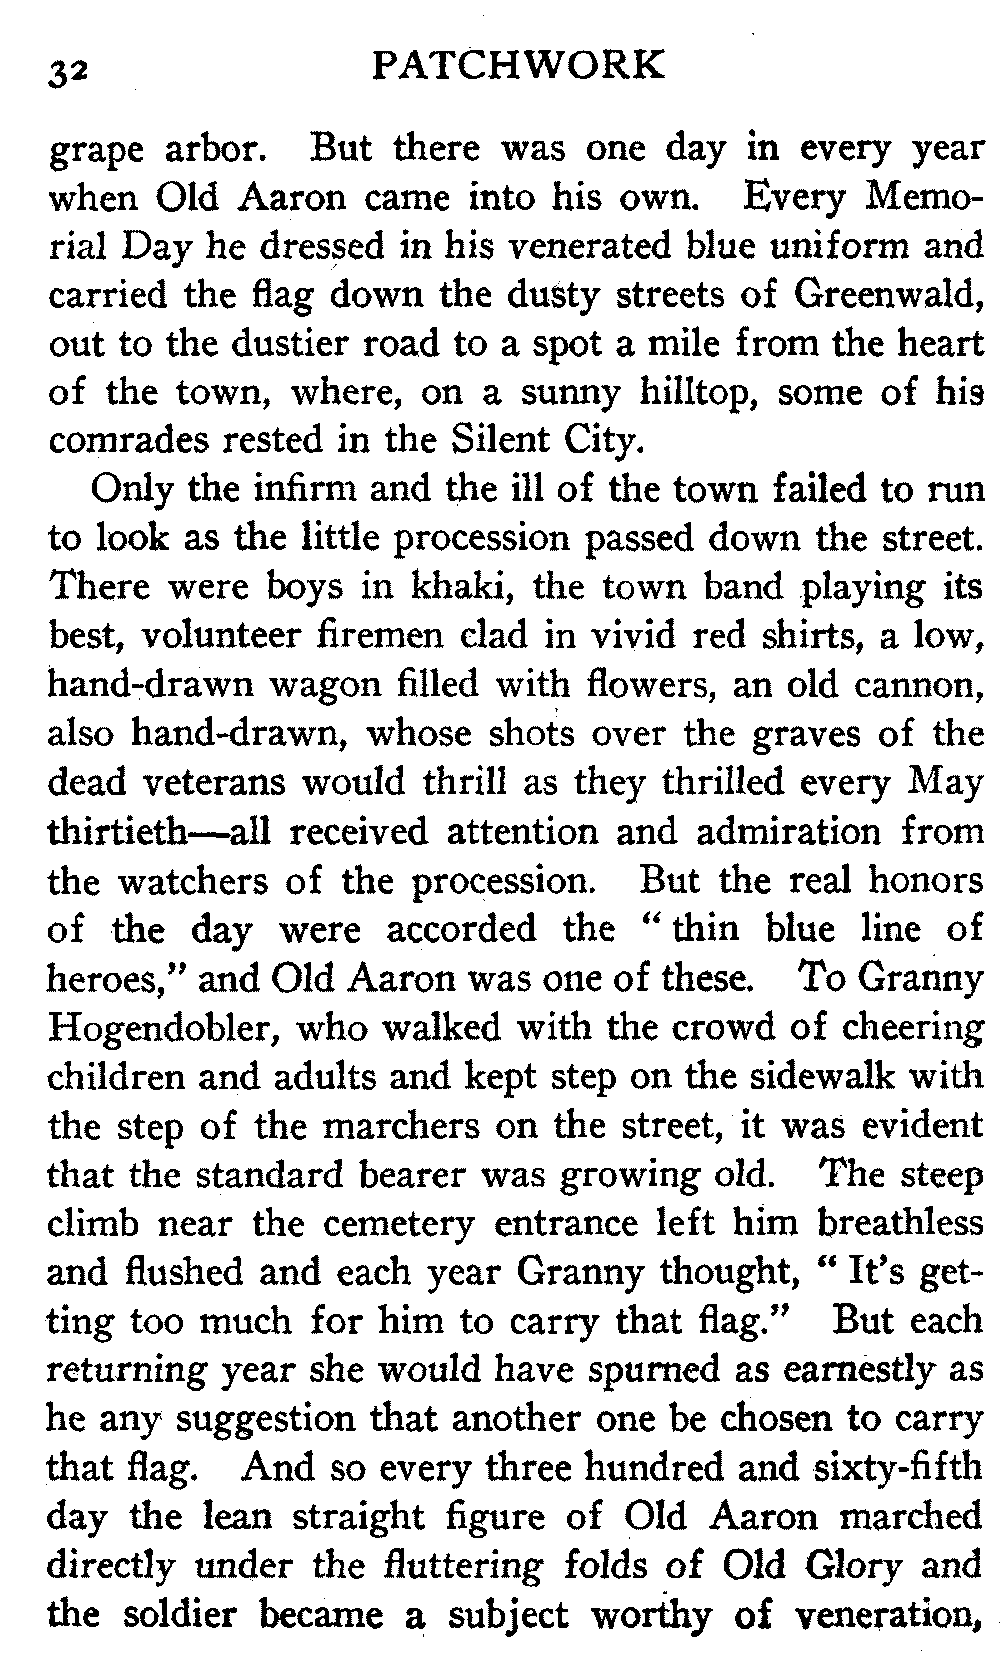 32 PATCHWORK
grape arbor. But there was one day in every year
when Old Aaron came into his own. Every Memo-
rial Day he dressed in his venerated blue uniform and
carried the flag down the dusty streets of Greenwald,
out to the dustier road to a spot a mile from the heart
of the town, where, on a sunny hilltop, some of his
comrades rested in the Silent City.
Only the infirm and the ill of the town failed to run
to look as the little procession passed down the street.
There were boys in khaki, the town band playing its
best, volunteer firemen clad in vivid red shirts, a low,
hand-drawn wagon filled with flowers, an old cannon,
also hand-drawn, whose shots over the graves of the
dead veterans would thrill as they thrilled every May
thirtieth—all received attention and admiration from
the watchers of the procession. But the real honors
of the day were accorded the “ thin blue line of
heroes,” and Old Aaron was one of these. To Granny
Hogendobler, who walked with the crowd of cheering
children and adults and kept step on the sidewalk with
the step of the marchers on the street, it was evident
that the standard bearer was growing old. The steep
climb near the cemetery entrance left him breathless
and flushed and each year Granny thought, “ It’s get-
ting too much for him to carry that flag.” But each
returning year she would have spurned as earnestly as
he any suggestion that another one be chosen to carry
that flag. And so every three hundred and sixty-fifth
day the lean straight figure of Old Aaron marched
directly under the fluttering folds of Old Glory and
the soldier became a subject worthy of veneration,